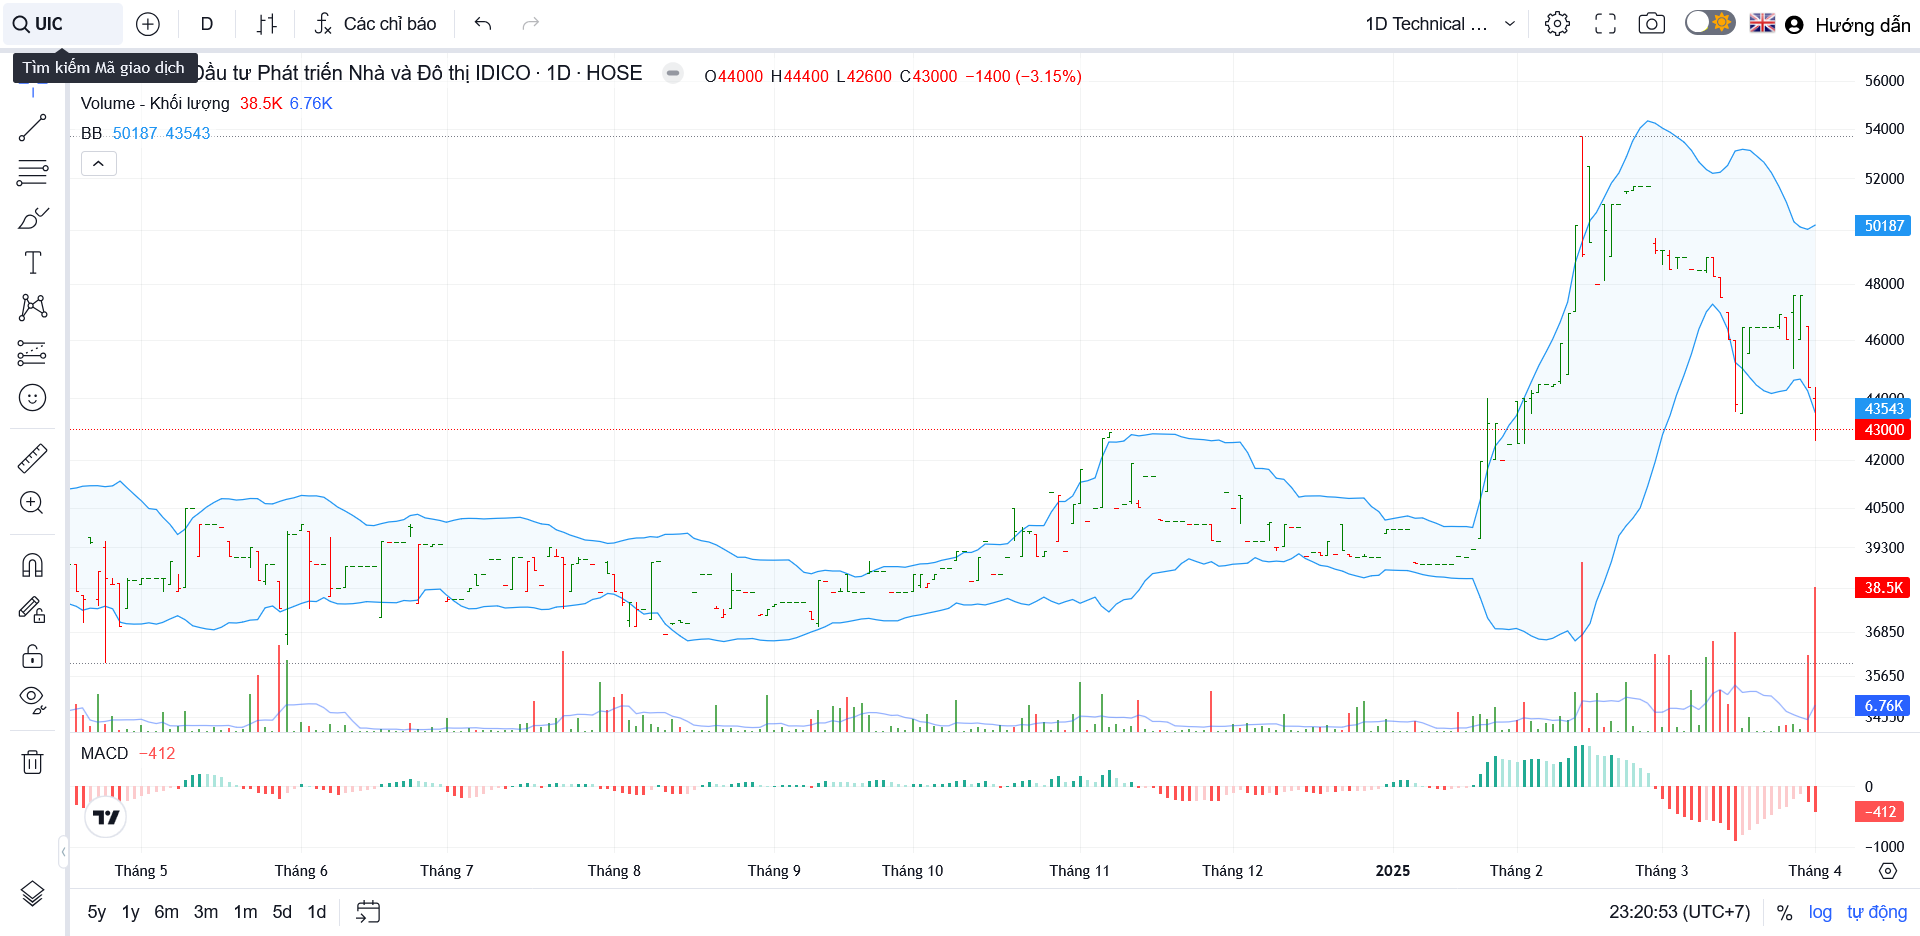 UIC
D
Các chỉ báo
1D Technical ...
Hướng dẫn
Tìm kiếm Mã giao dịch
Đầu tư Phát triển Nhà và Đô thị IDICO · 1D · HOSE
O44000 H44400 L42600 C43000 −1400 (−3.15%)
Volume - Khối lượng 38.5K 6.76K
BB 50187 43543
56000
54000
52000
50187
48000
46000
44000
43543
43000
42000
40500
39300
38.5K
36850
35650
6.76K
34550
MACD −412
0
−412
−1000
Tháng 5 Tháng 6 Tháng 7 Tháng 8 Tháng 9 Tháng 10 Tháng 11 Tháng 12 2025 Tháng 2 Tháng 3 Tháng 4
5y 1y 6m 3m 1m 5d 1d
23:20:53 (UTC+7) % log tự động